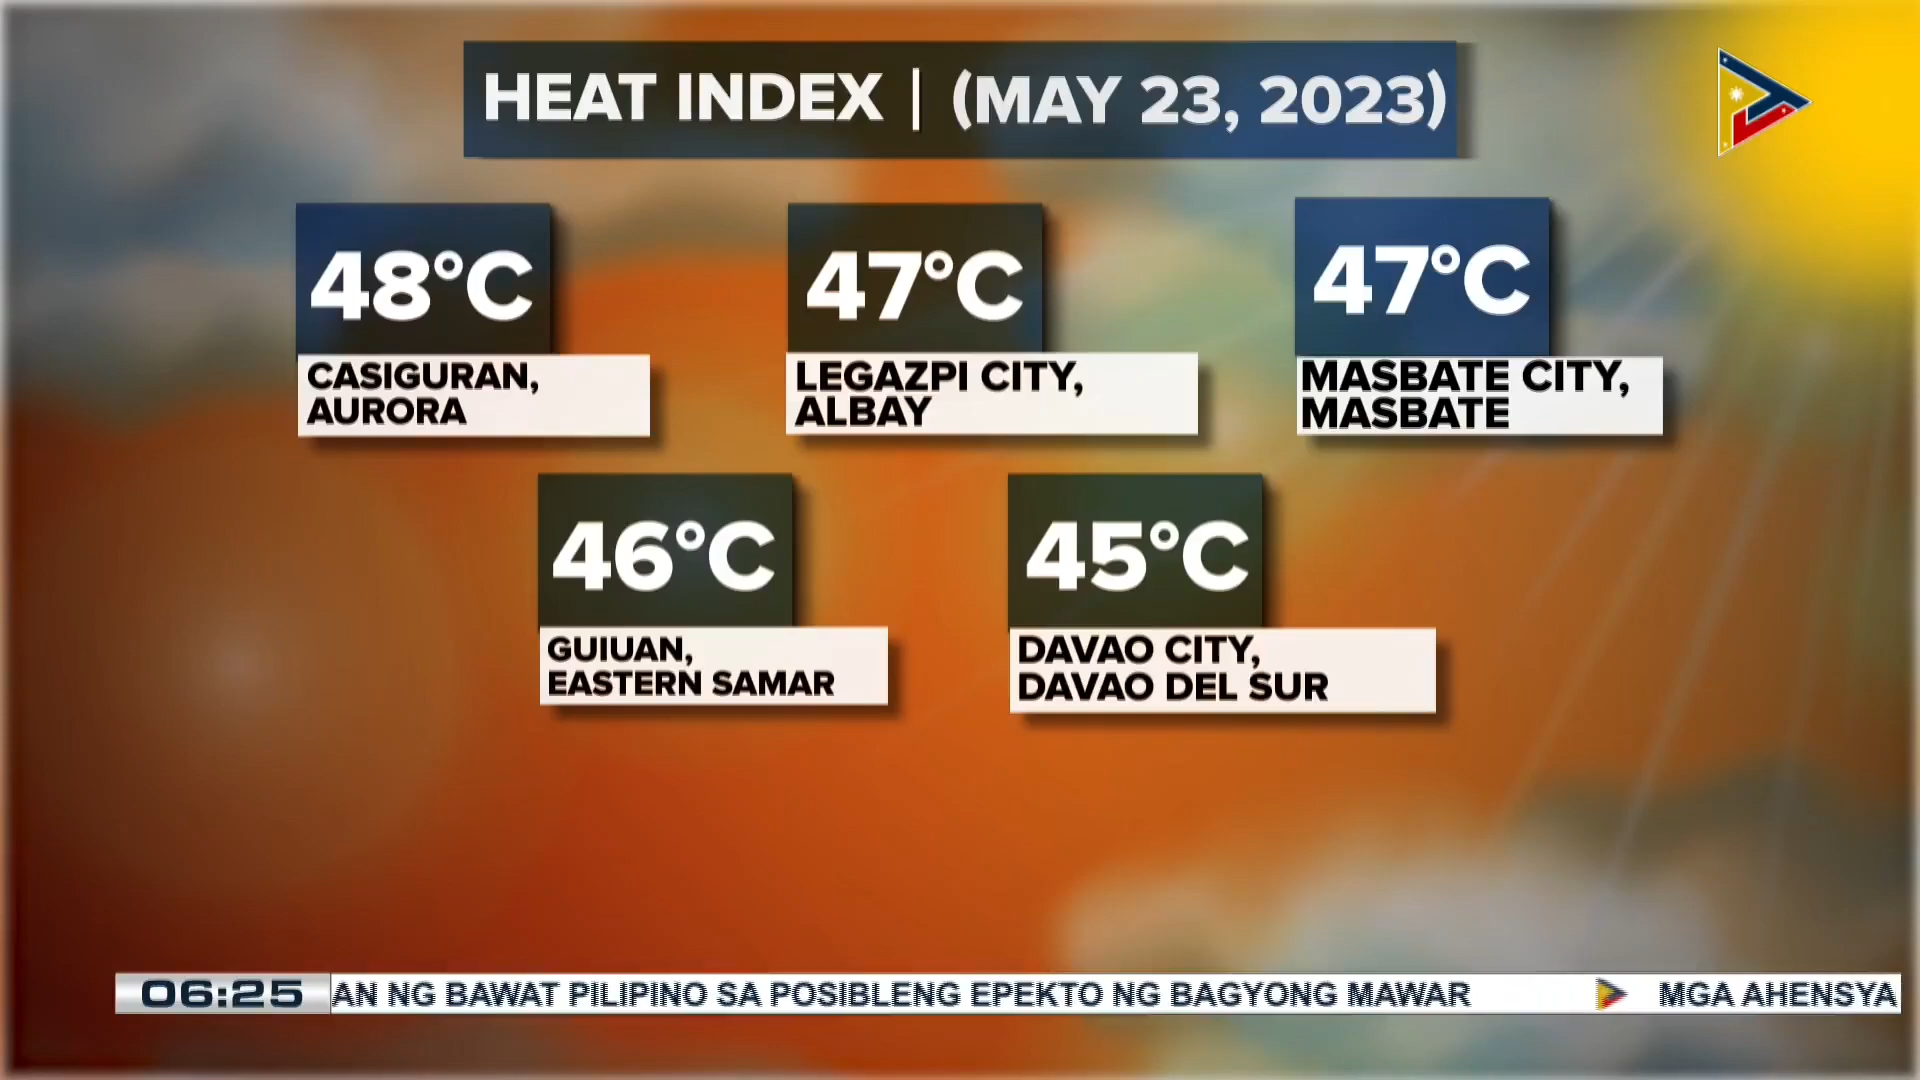 HEAT INDEX | (MAY 23, 2023)
48°C
CASIGURAN,
AURORA
47°C
LEGAZPI CITY,
ALBAY
47°C
MASBATE CITY,
MASBATE
46°C
GUIUAN,
EASTERN SAMAR
45°C
DAVAO CITY,
DAVAO DEL SUR
06:25 AN NG BAWAT PILIPINO SA POSIBLENG EPEKTO NG BAGYONG MAWAR MGA AHENSYA